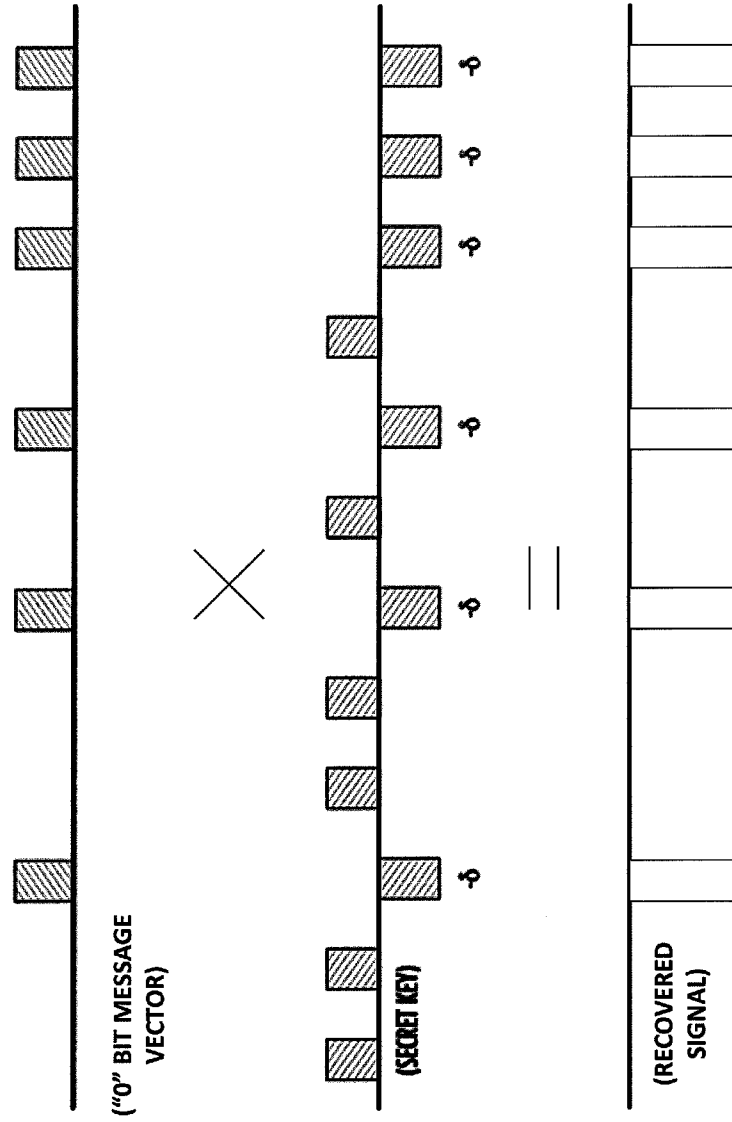 ("0" BIT MESSAGE
VECTOR)
(SECRET KEY)
(RECOVERED
SIGNAL)